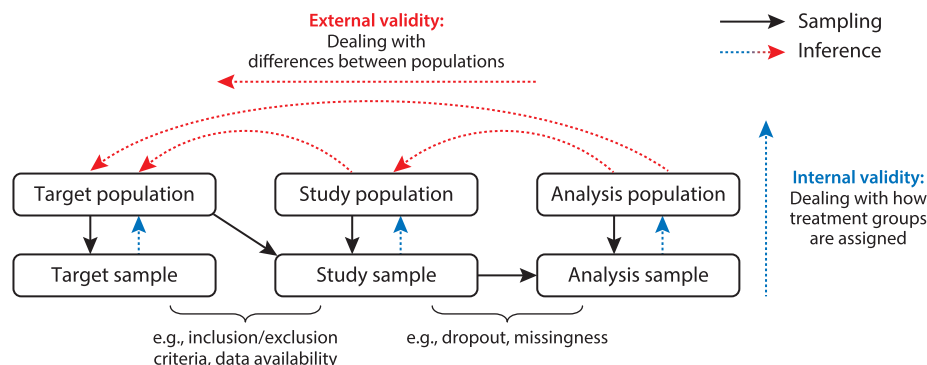 External validity:
Dealing with
differences between populations
Sampling
Inference
Target population
Study population
Analysis population
Internal validity:
Dealing with how
treatment groups
are assigned
Target sample
Study sample
Analysis sample
e.g., inclusion/exclusion
criteria, data availability
e.g., dropout, missingness